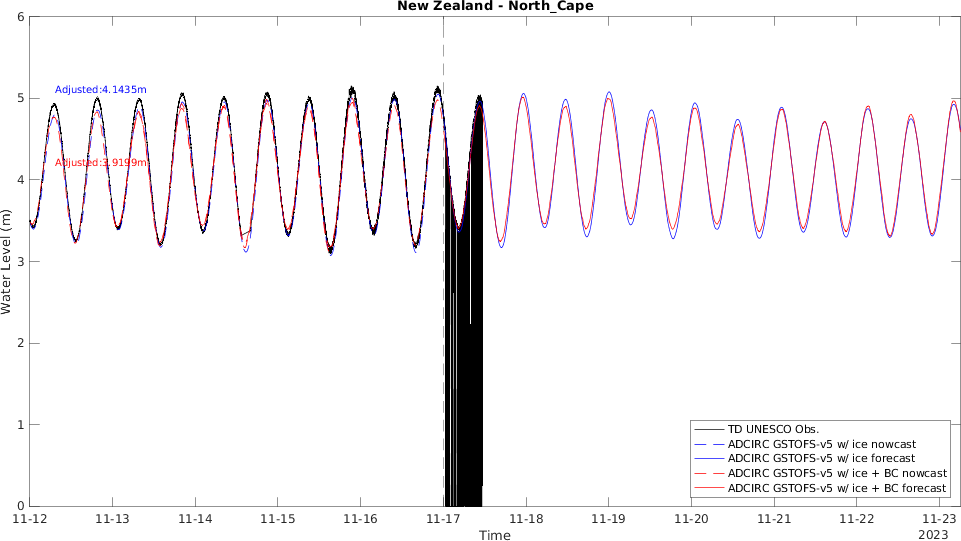 New Zealand - North_Cape
6
5
4
3
2
1
0
Water Level (m)
Adjusted:4.1435m
Adjusted:3.9199m
TD UNESCO Obs.
ADCIRC GSTOFS-v5 w/ ice nowcast
ADCIRC GSTOFS-v5 w/ ice forecast
ADCIRC GSTOFS-v5 w/ ice + BC nowcast
ADCIRC GSTOFS-v5 w/ ice + BC forecast
11-12 11-13 11-14 11-15 11-16 11-17 11-18 11-19 11-20 11-21 11-22 11-23
Time
2023